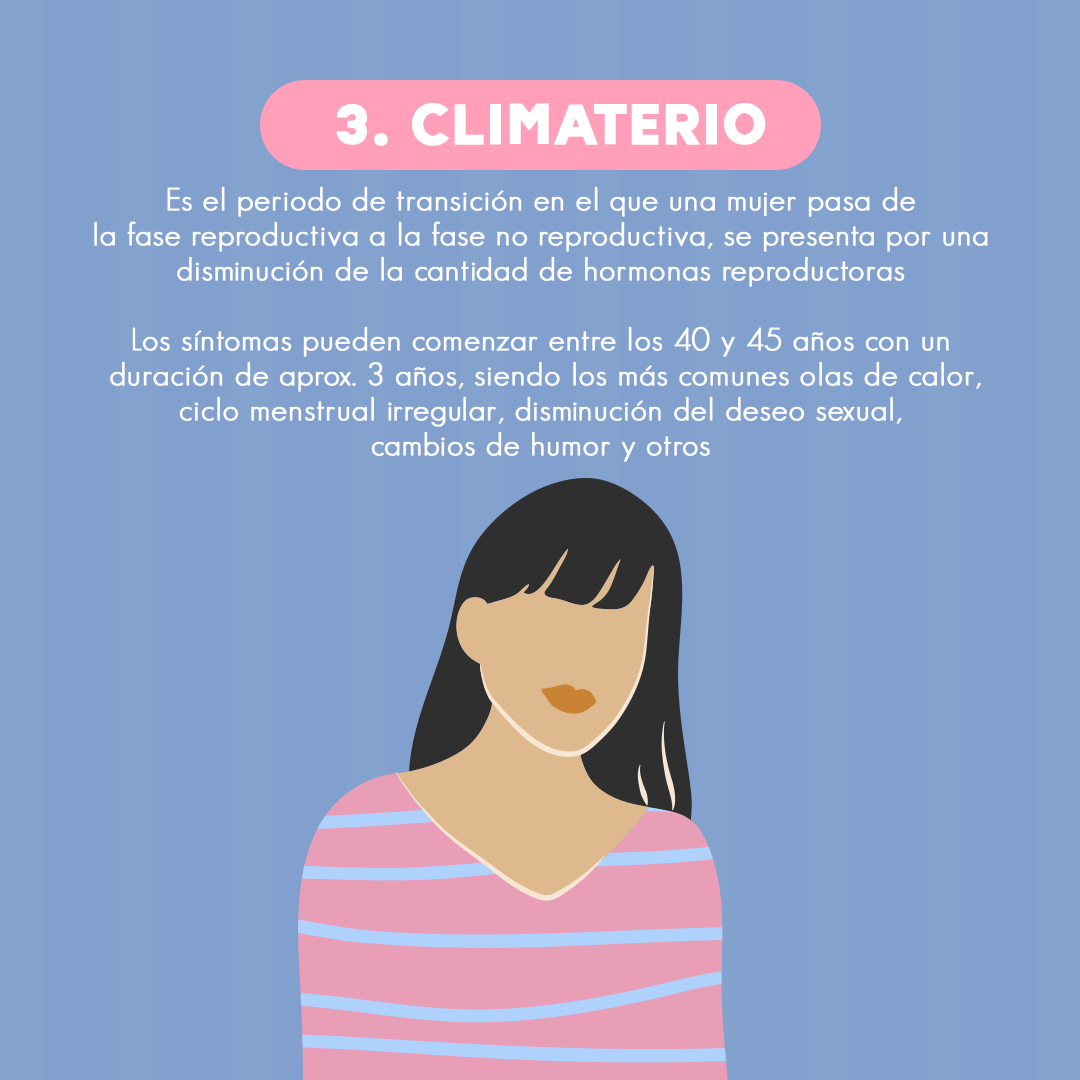 3. CLIMATERIO
Es el periodo de transición en el que una mujer pasa de
la fase reproductiva a la fase no reproductiva, se presenta por una
disminución de la cantidad de hormonas reproductoras
Los síntomas pueden comenzar entre los 40 y 45 años con un
duración de aprox. 3 años, siendo los más comunes olas de calor,
ciclo menstrual irregular, disminución del deseo sexual,
cambios de humor y otros